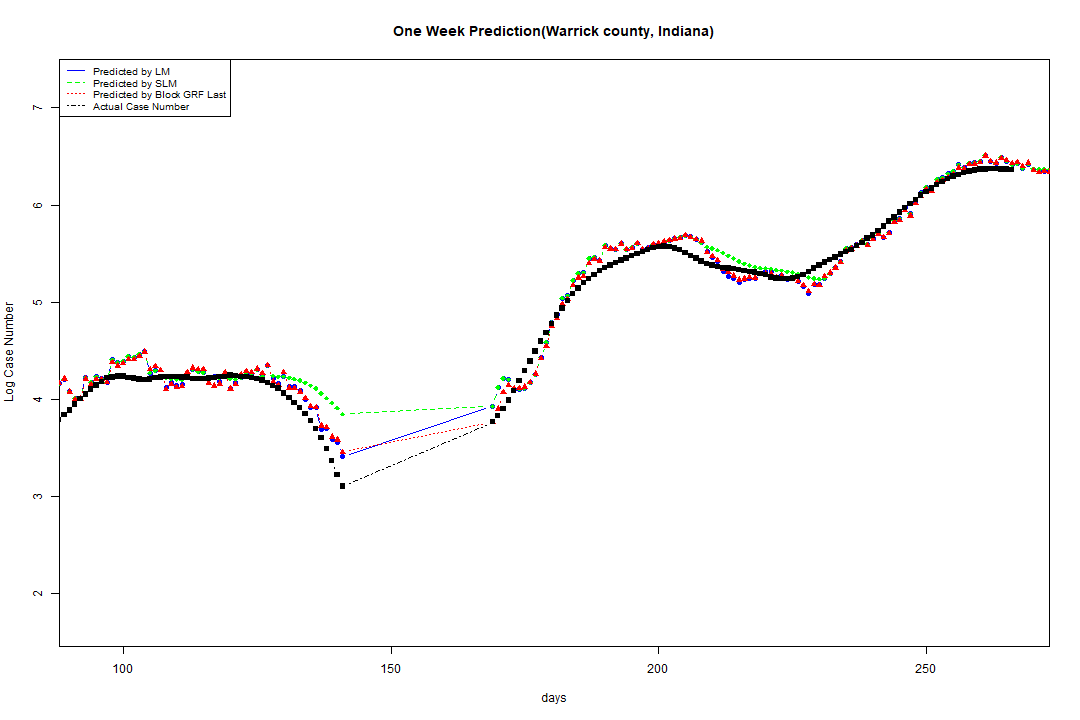 One Week Prediction(Warrick county, Indiana)
Predicted by LM
Predicted by SLM
Predicted by Block GRF Last
Actual Case Number
Log Case Number
7
6
5
4
3
2
100 150 200 250
days